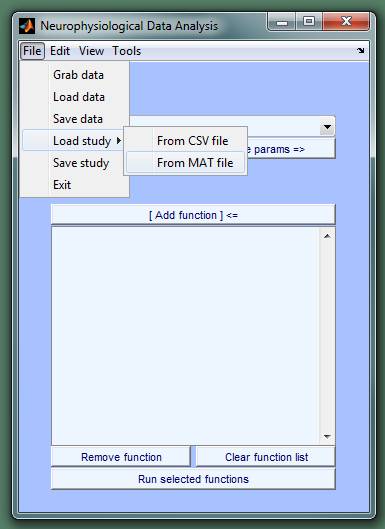 Neurophysiological Data Analysis
File Edit View Tools
Grab data
Load data
Save data
Load study
From CSV file
params =>
Save study
From MAT file
Exit
[ Add function ] <=
Remove function
Clear function list
Run selected functions